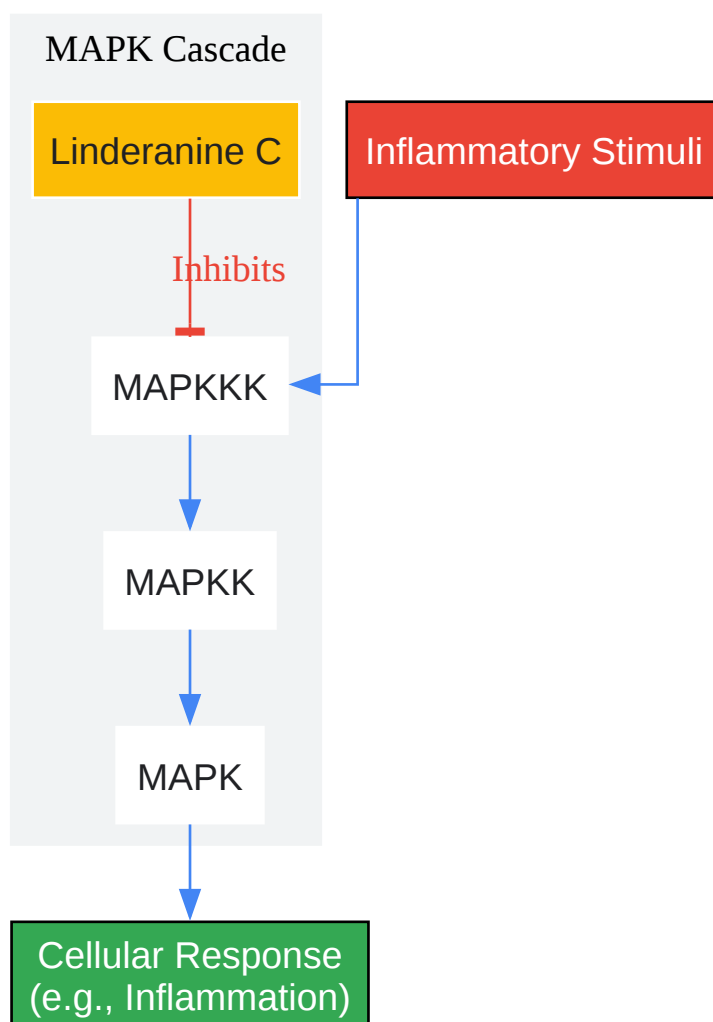 MAPK Cascade
Linderanine C
Inflammatory Stimuli
Inhibits
MAPKKK
MAPKK
MAPK
Cellular Response
(e.g., Inflammation)